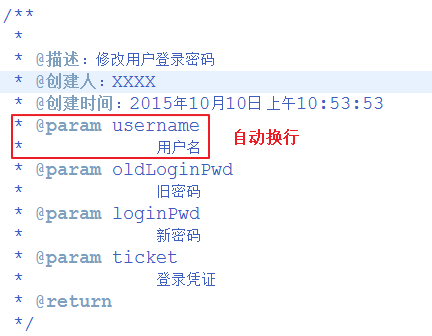 /**
*
* @描述：修改用户登录密码
* @创建人：XXXX
* @创建时间：2015年10月10日 上午10:53:53
* @param username
* 用户名
自动换行
* @param oldLoginPwd
* 旧密码
* @param loginPwd
* 新密码
* @param ticket
* 登录凭证
* @return
*/